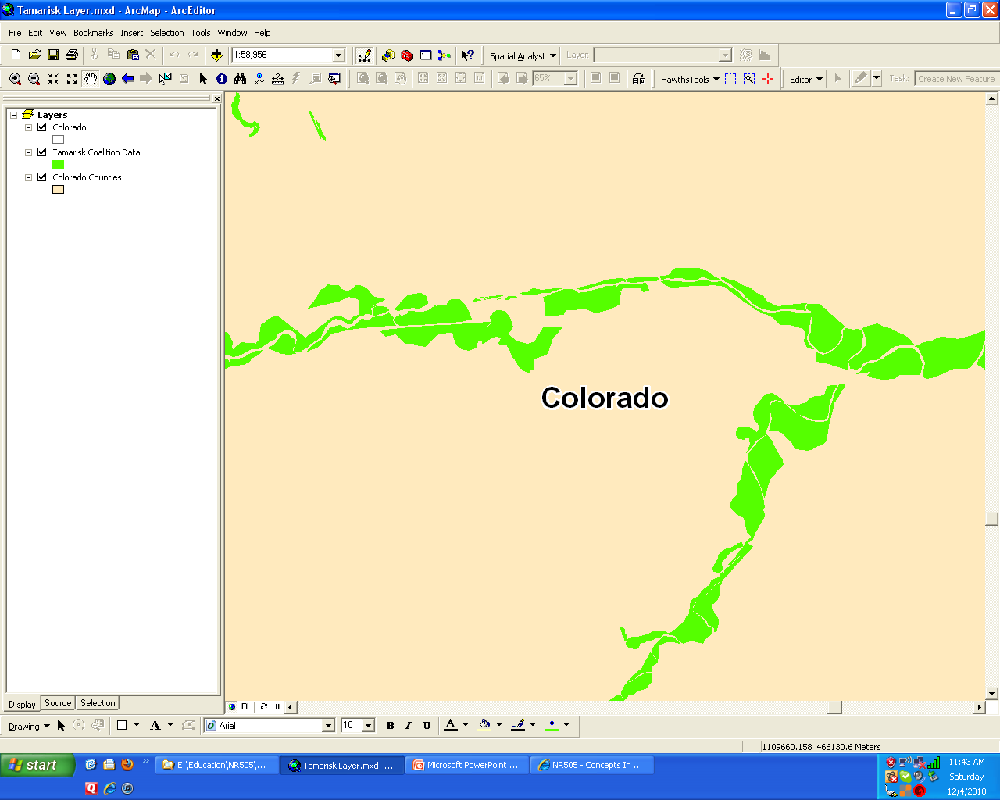 Tamarisk Layer.mxd - ArcMap - ArcEditor
File Edit View Bookmarks Insert Selection Tools Window Help
1:58,956 Spatial Analyst Layer:
1:1 65% HawthsTools Editor Task: Create New Feature
Layers
Colorado
Tamarisk Coalition Data
Colorado Counties
Colorado
Display Source Selection
Drawing A Arial 10 B I U A
1109660.158 466130.6 Meters
start E:\Education\NR505\... Tamarisk Layer.mxd -... Microsoft PowerPoint ... NR505 - Concepts In ... 11:43 AM
Saturday
12/4/2010